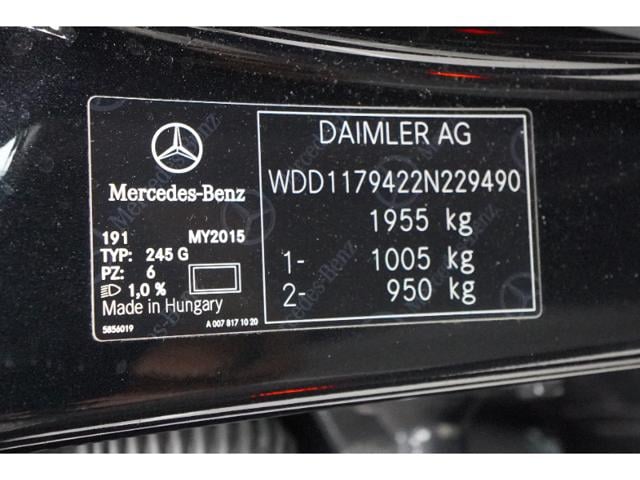 Mercedes-Benz
191 MY2015
TYP: 245 G
PZ: 6
1,0 %
Made in Hungary
5856019 A 007 817 10 20
DAIMLER AG
WDD1179422N229490
1955 kg
1- 1005 kg
2- 950 kg